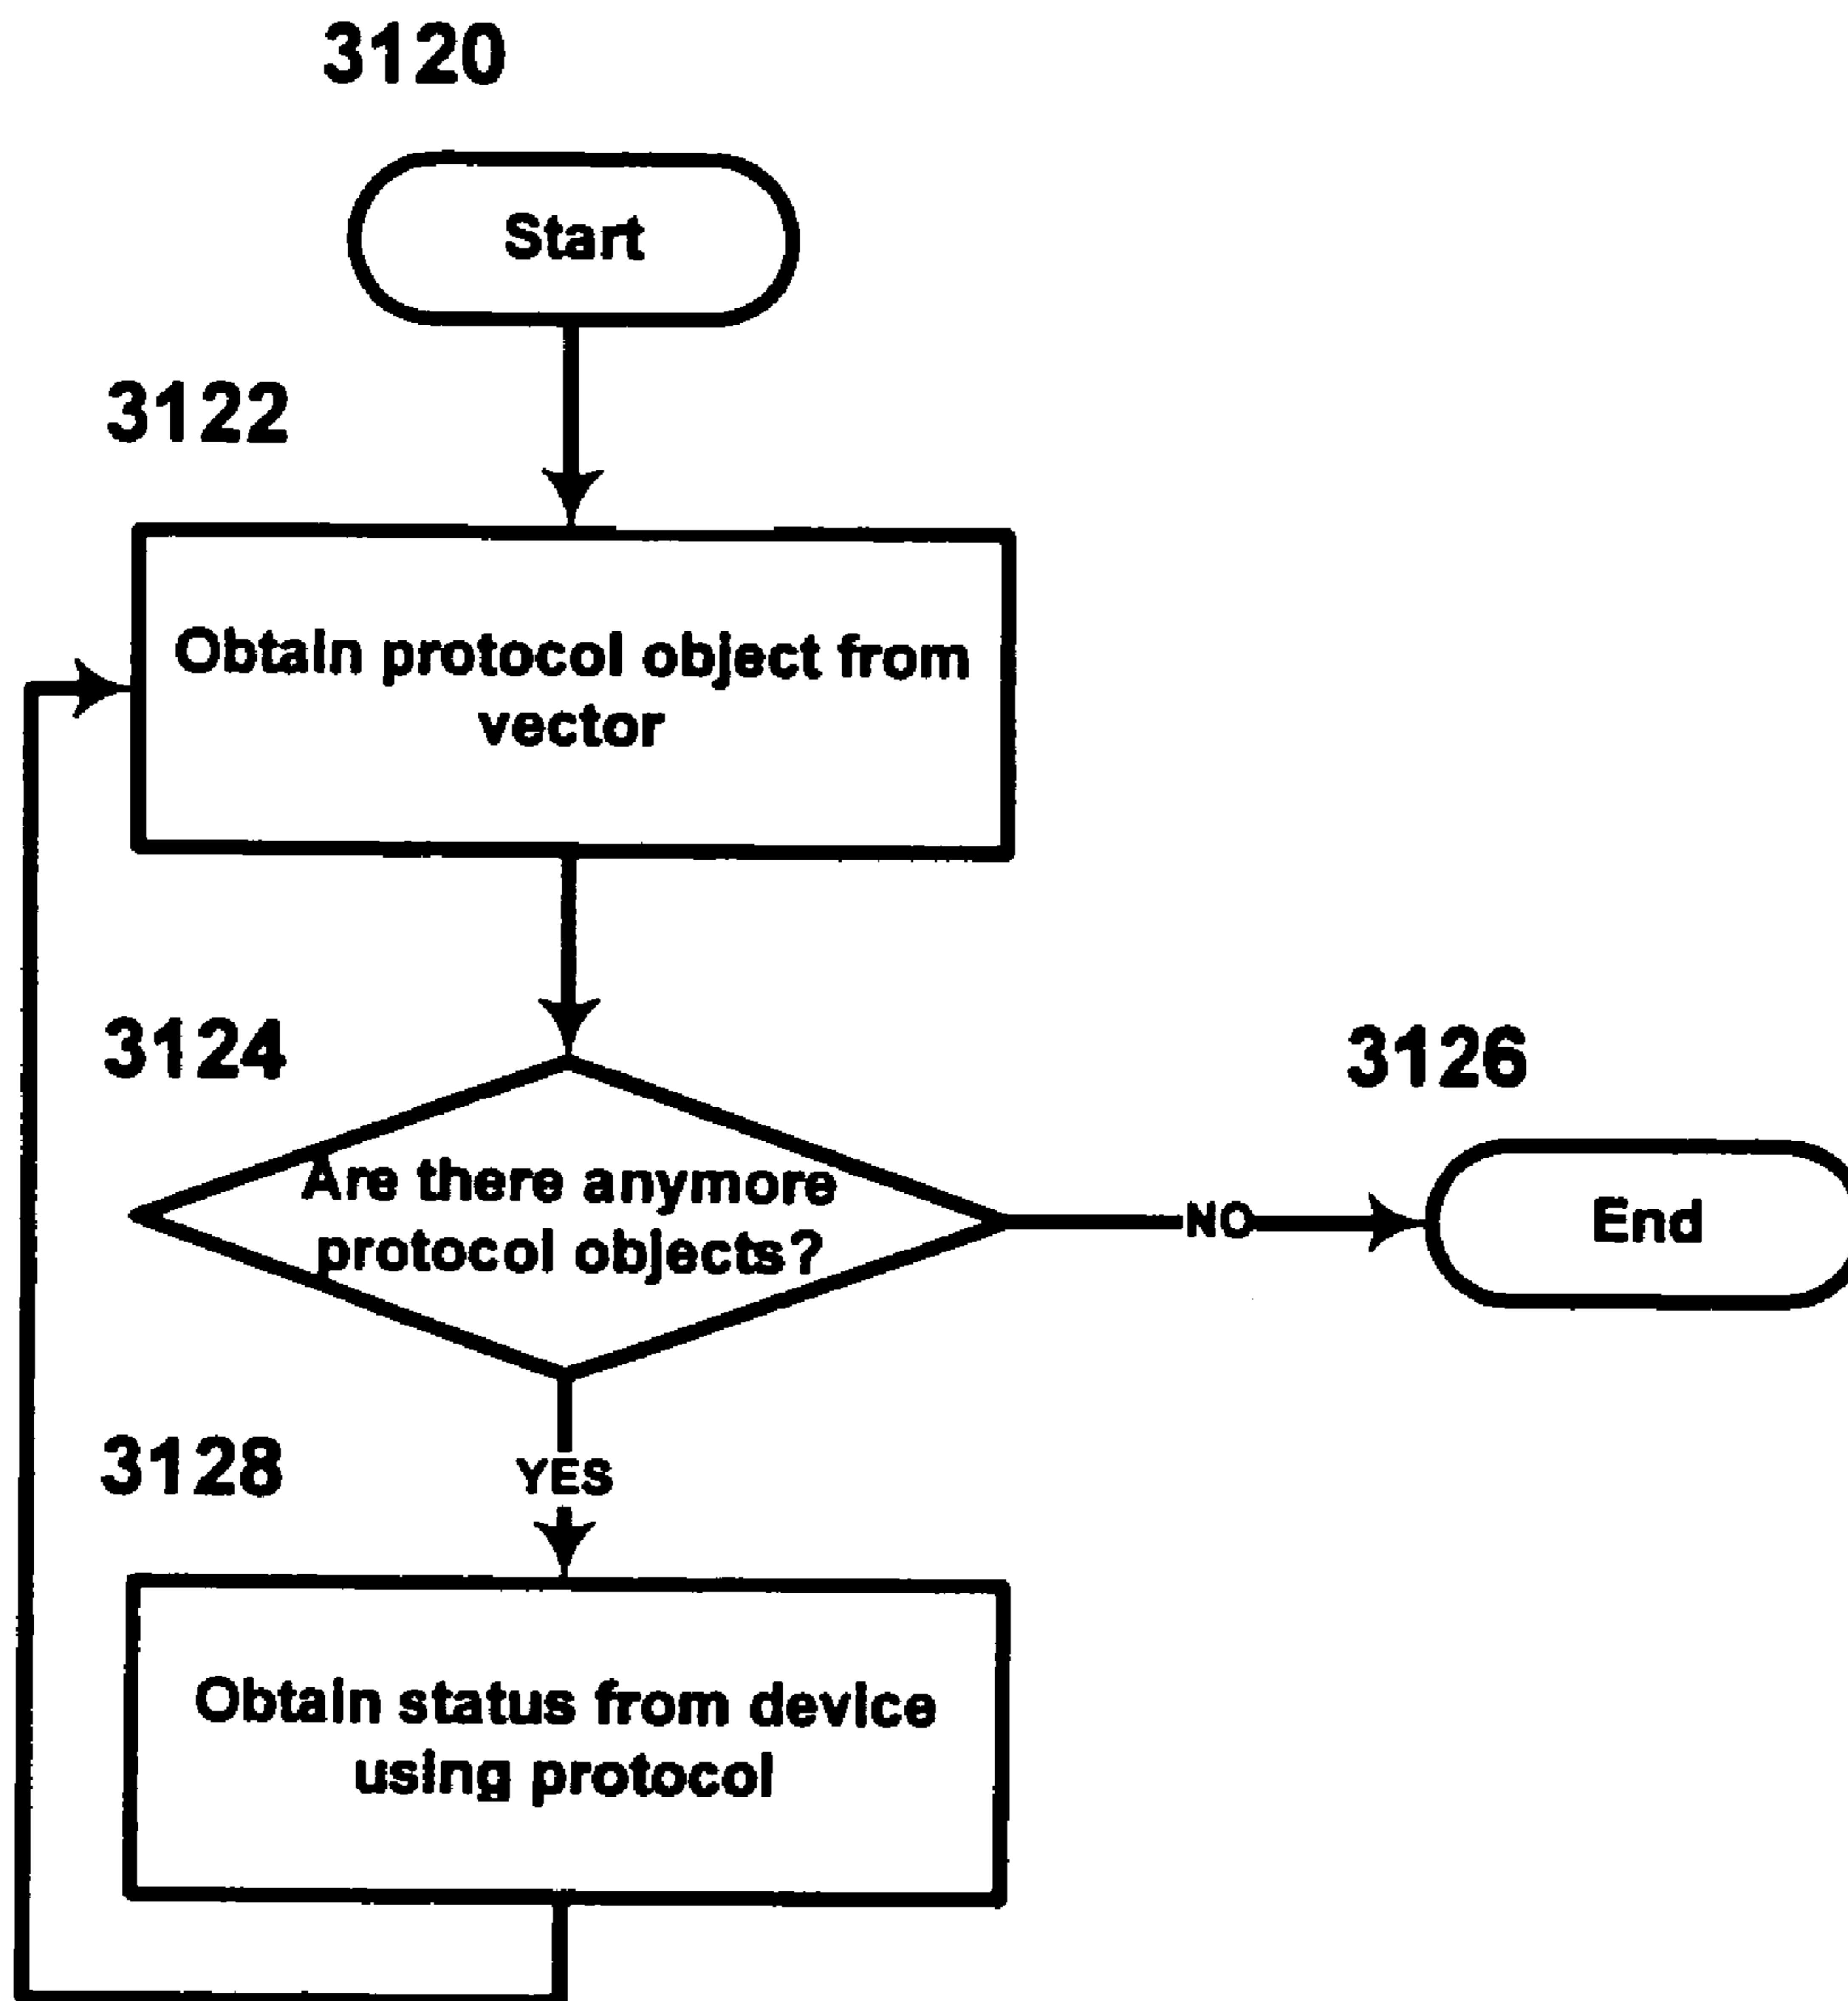 3120
Start
3122
Obtain protocol object from
vector
3124
Are there anymore
protocol objects?
NO
3126
End
3128
YES
Obtain status from device
using protocol